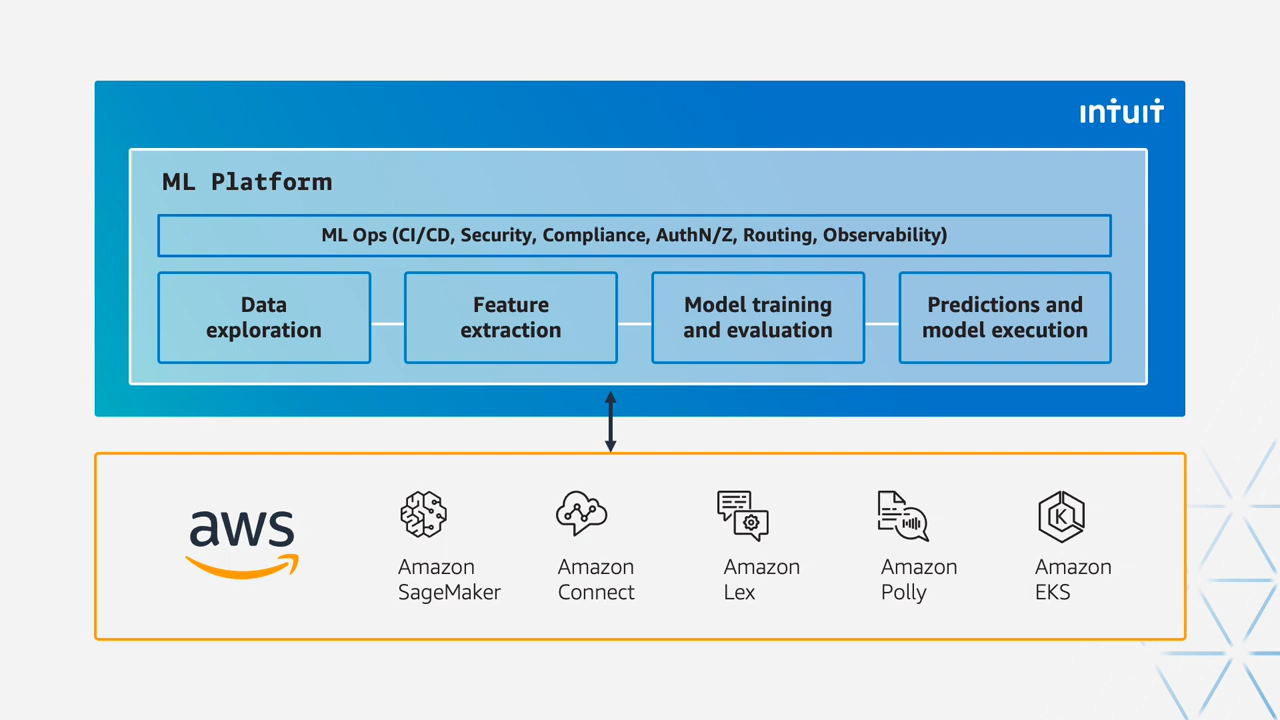 intuit
ML Platform
ML Ops (CI/CD, Security, Compliance, AuthN/Z, Routing, Observability)
Data
exploration
Feature
extraction
Model training
and evaluation
Predictions and
model execution
aws
Amazon
SageMaker
Amazon
Connect
Amazon
Lex
Amazon
Polly
K
Amazon
EKS